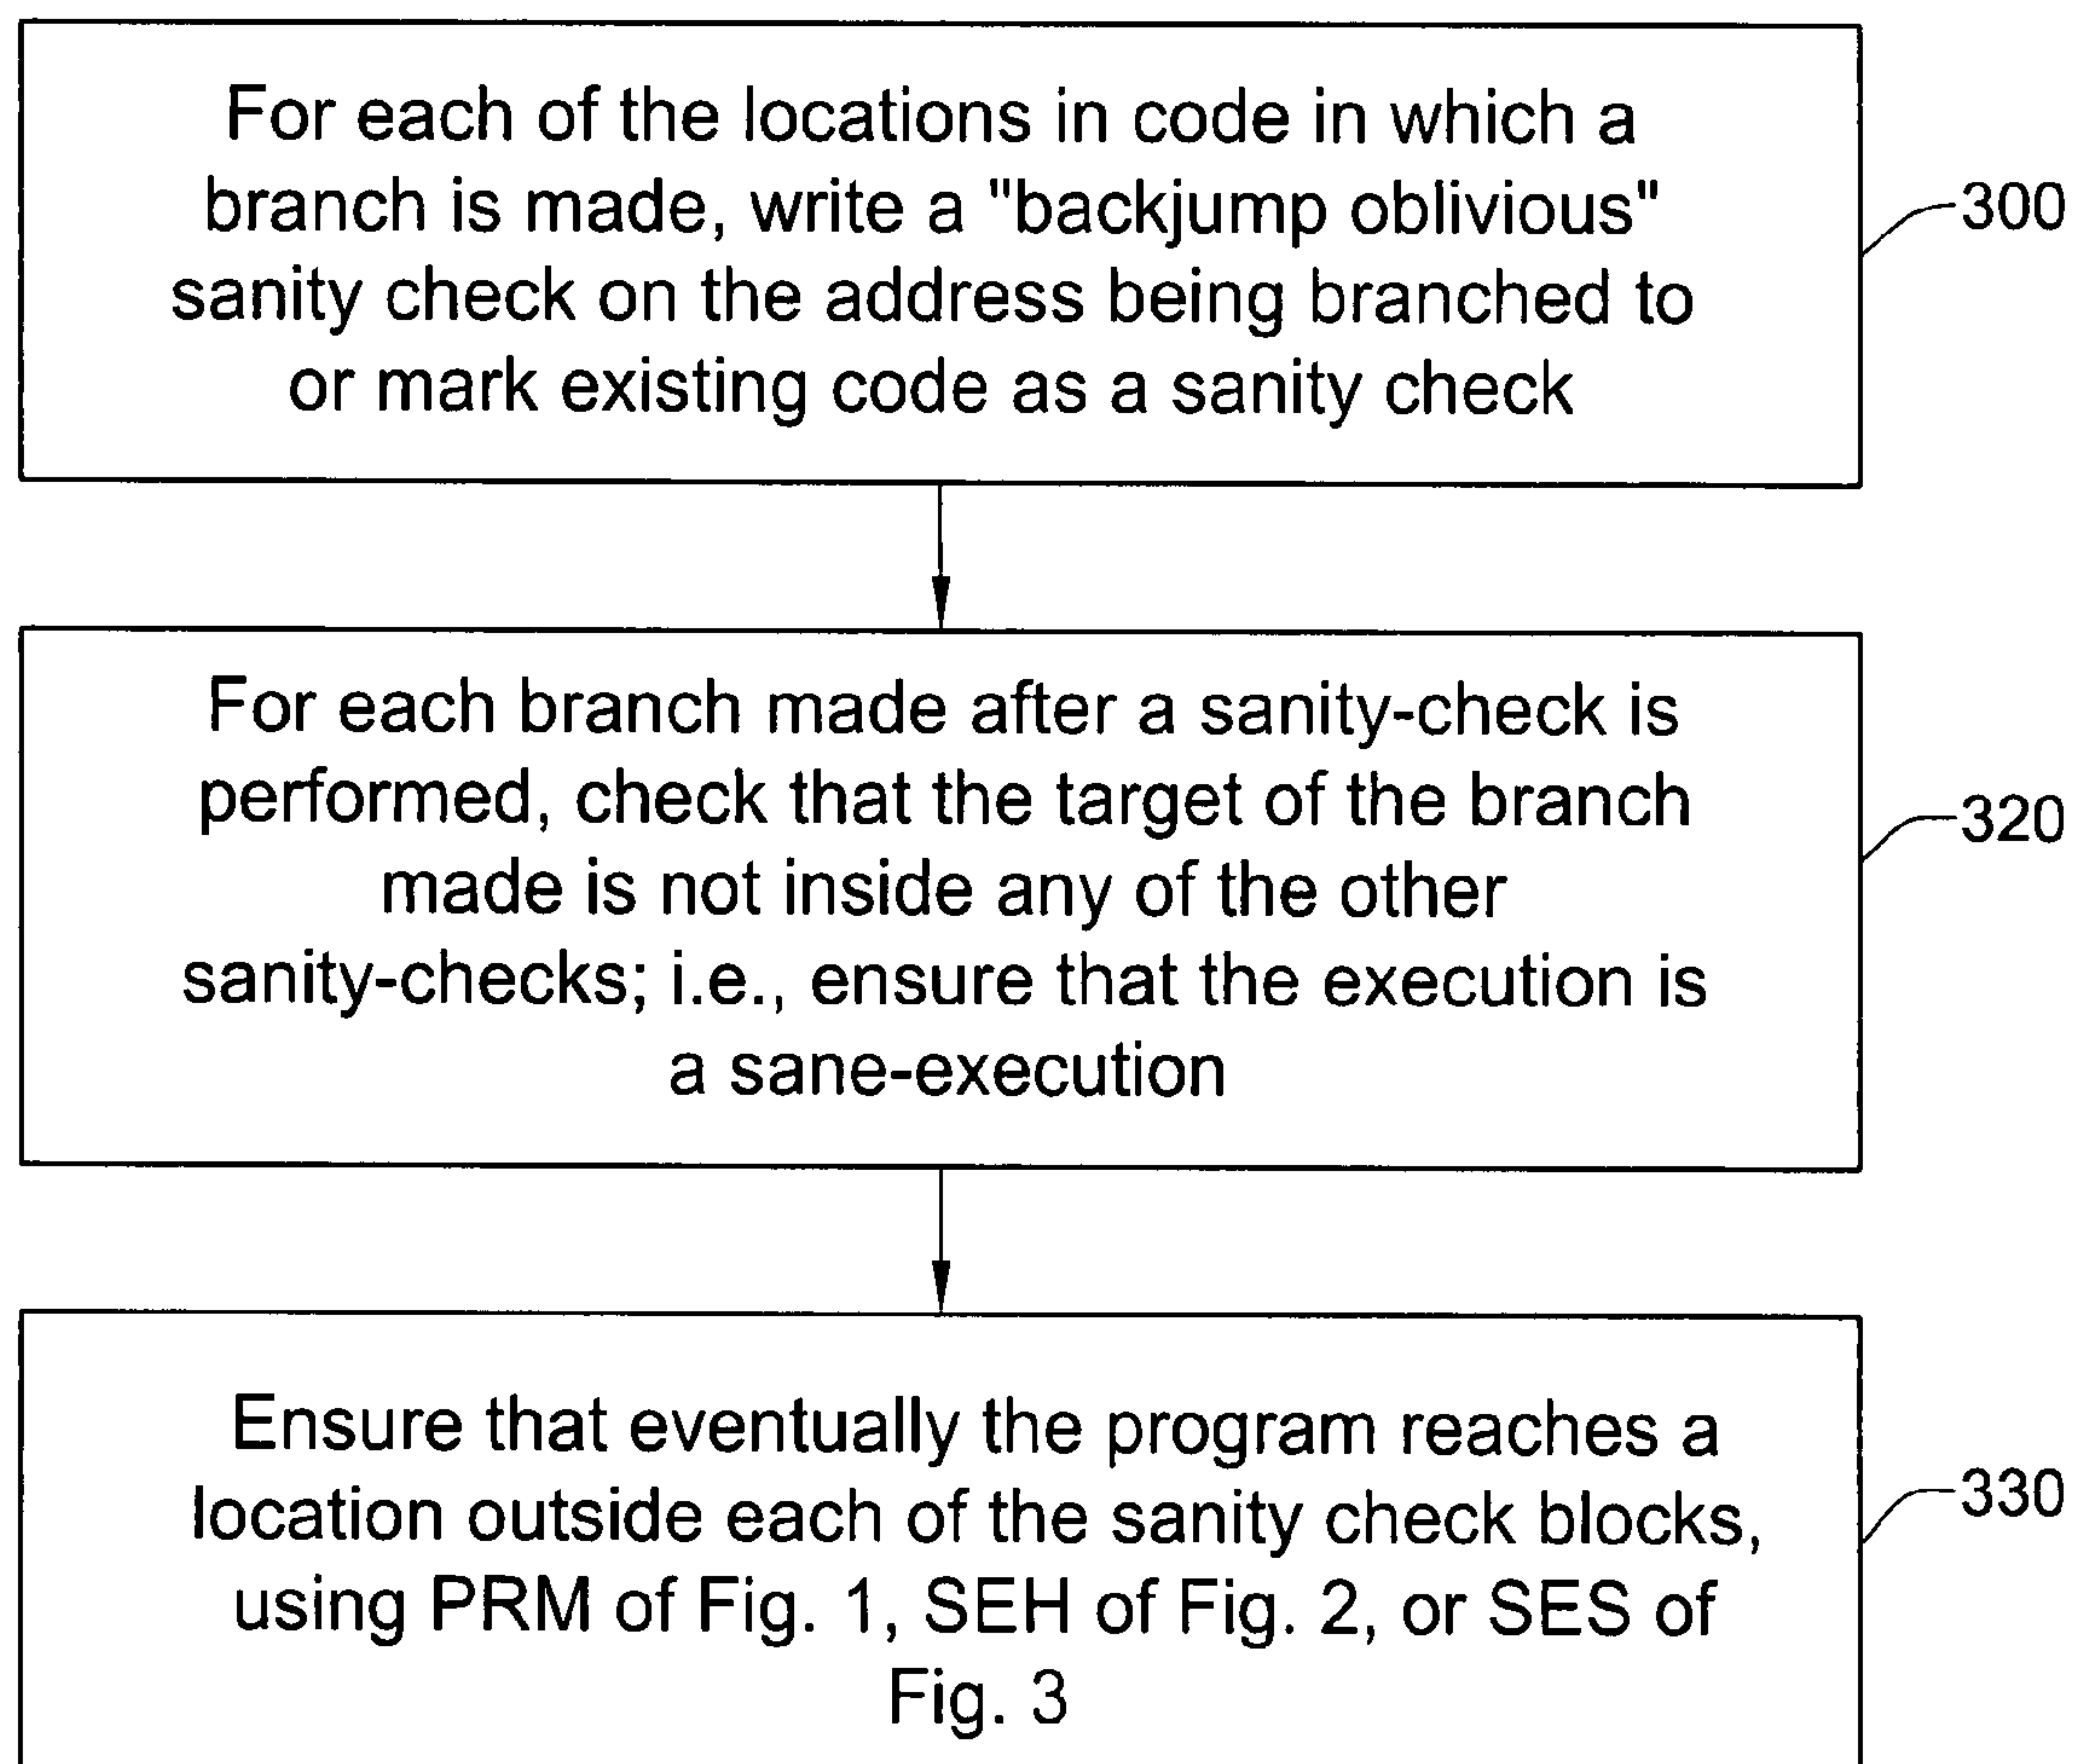 For each of the locations in code in which a
branch is made, write a "backjump oblivious"
sanity check on the address being branched to
or mark existing code as a sanity check
300
For each branch made after a sanity-check is
performed, check that the target of the branch
made is not inside any of the other
sanity-checks; i.e., ensure that the execution is
a sane-execution
320
Ensure that eventually the program reaches a
location outside each of the sanity check blocks,
using PRM of Fig. 1, SEH of Fig. 2, or SES of
Fig. 3
330